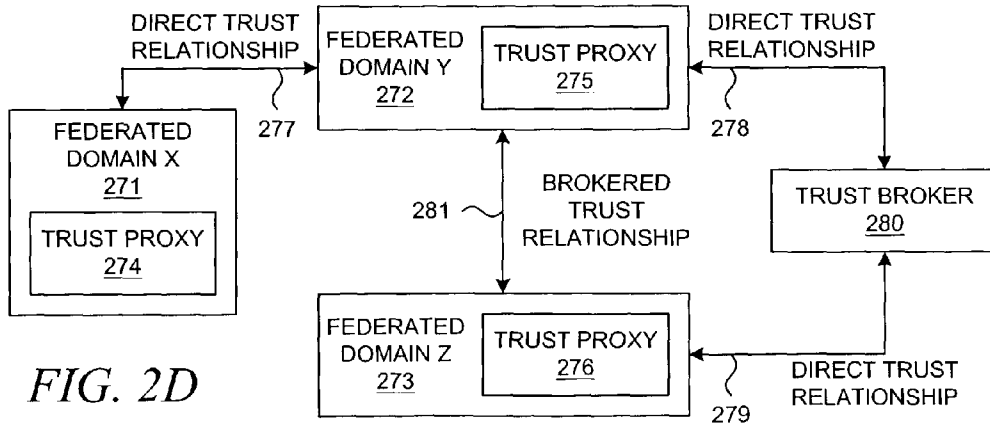 DIRECT TRUST
RELATIONSHIP
277
FEDERATED
DOMAIN X
271
TRUST PROXY
274
FEDERATED
DOMAIN Y
272
TRUST PROXY
275
DIRECT TRUST
RELATIONSHIP
278
281
BROKERED
TRUST
RELATIONSHIP
TRUST BROKER
280
FEDERATED
DOMAIN Z
273
TRUST PROXY
276
279
DIRECT TRUST
RELATIONSHIP
FIG. 2D